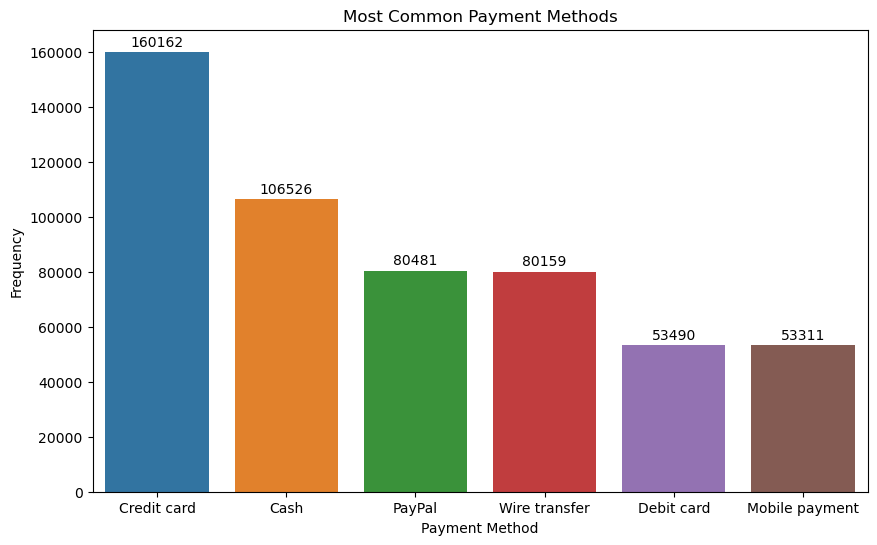 Most Common Payment Methods
160162
160000
140000
120000
106526
100000
80481
80159
80000
60000
53490
53311
40000
20000
0
Frequency
Credit card
Cash
PayPal
Wire transfer
Debit card
Mobile payment
Payment Method